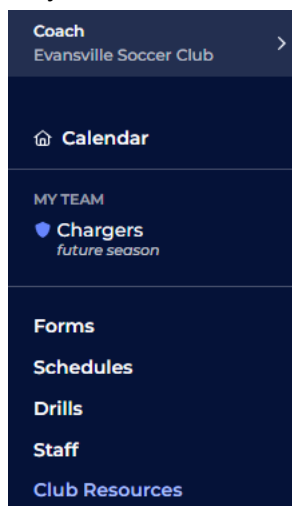 Coach
Evansville Soccer Club
Calendar
MY TEAM
Chargers
future season
Forms
Schedules
Drills
Staff
Club Resources